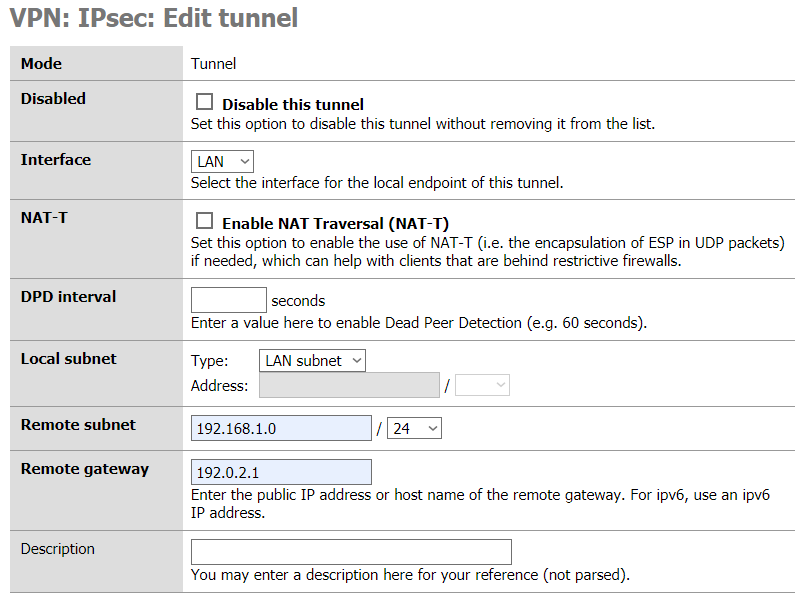 VPN: IPsec: Edit tunnel
Mode
Tunnel
Disabled
Disable this tunnel
Set this option to disable this tunnel without removing it from the list.
Interface
LAN
Select the interface for the local endpoint of this tunnel.
NAT-T
Enable NAT Traversal (NAT-T)
Set this option to enable the use of NAT-T (i.e. the encapsulation of ESP in UDP packets)
if needed, which can help with clients that are behind restrictive firewalls.
DPD interval
seconds
Enter a value here to enable Dead Peer Detection (e.g. 60 seconds).
Local subnet
Type: LAN subnet
Address: /
Remote subnet
192.168.1.0 / 24
Remote gateway
192.0.2.1
Enter the public IP address or host name of the remote gateway. For ipv6, use an ipv6
IP address.
Description
You may enter a description here for your reference (not parsed).